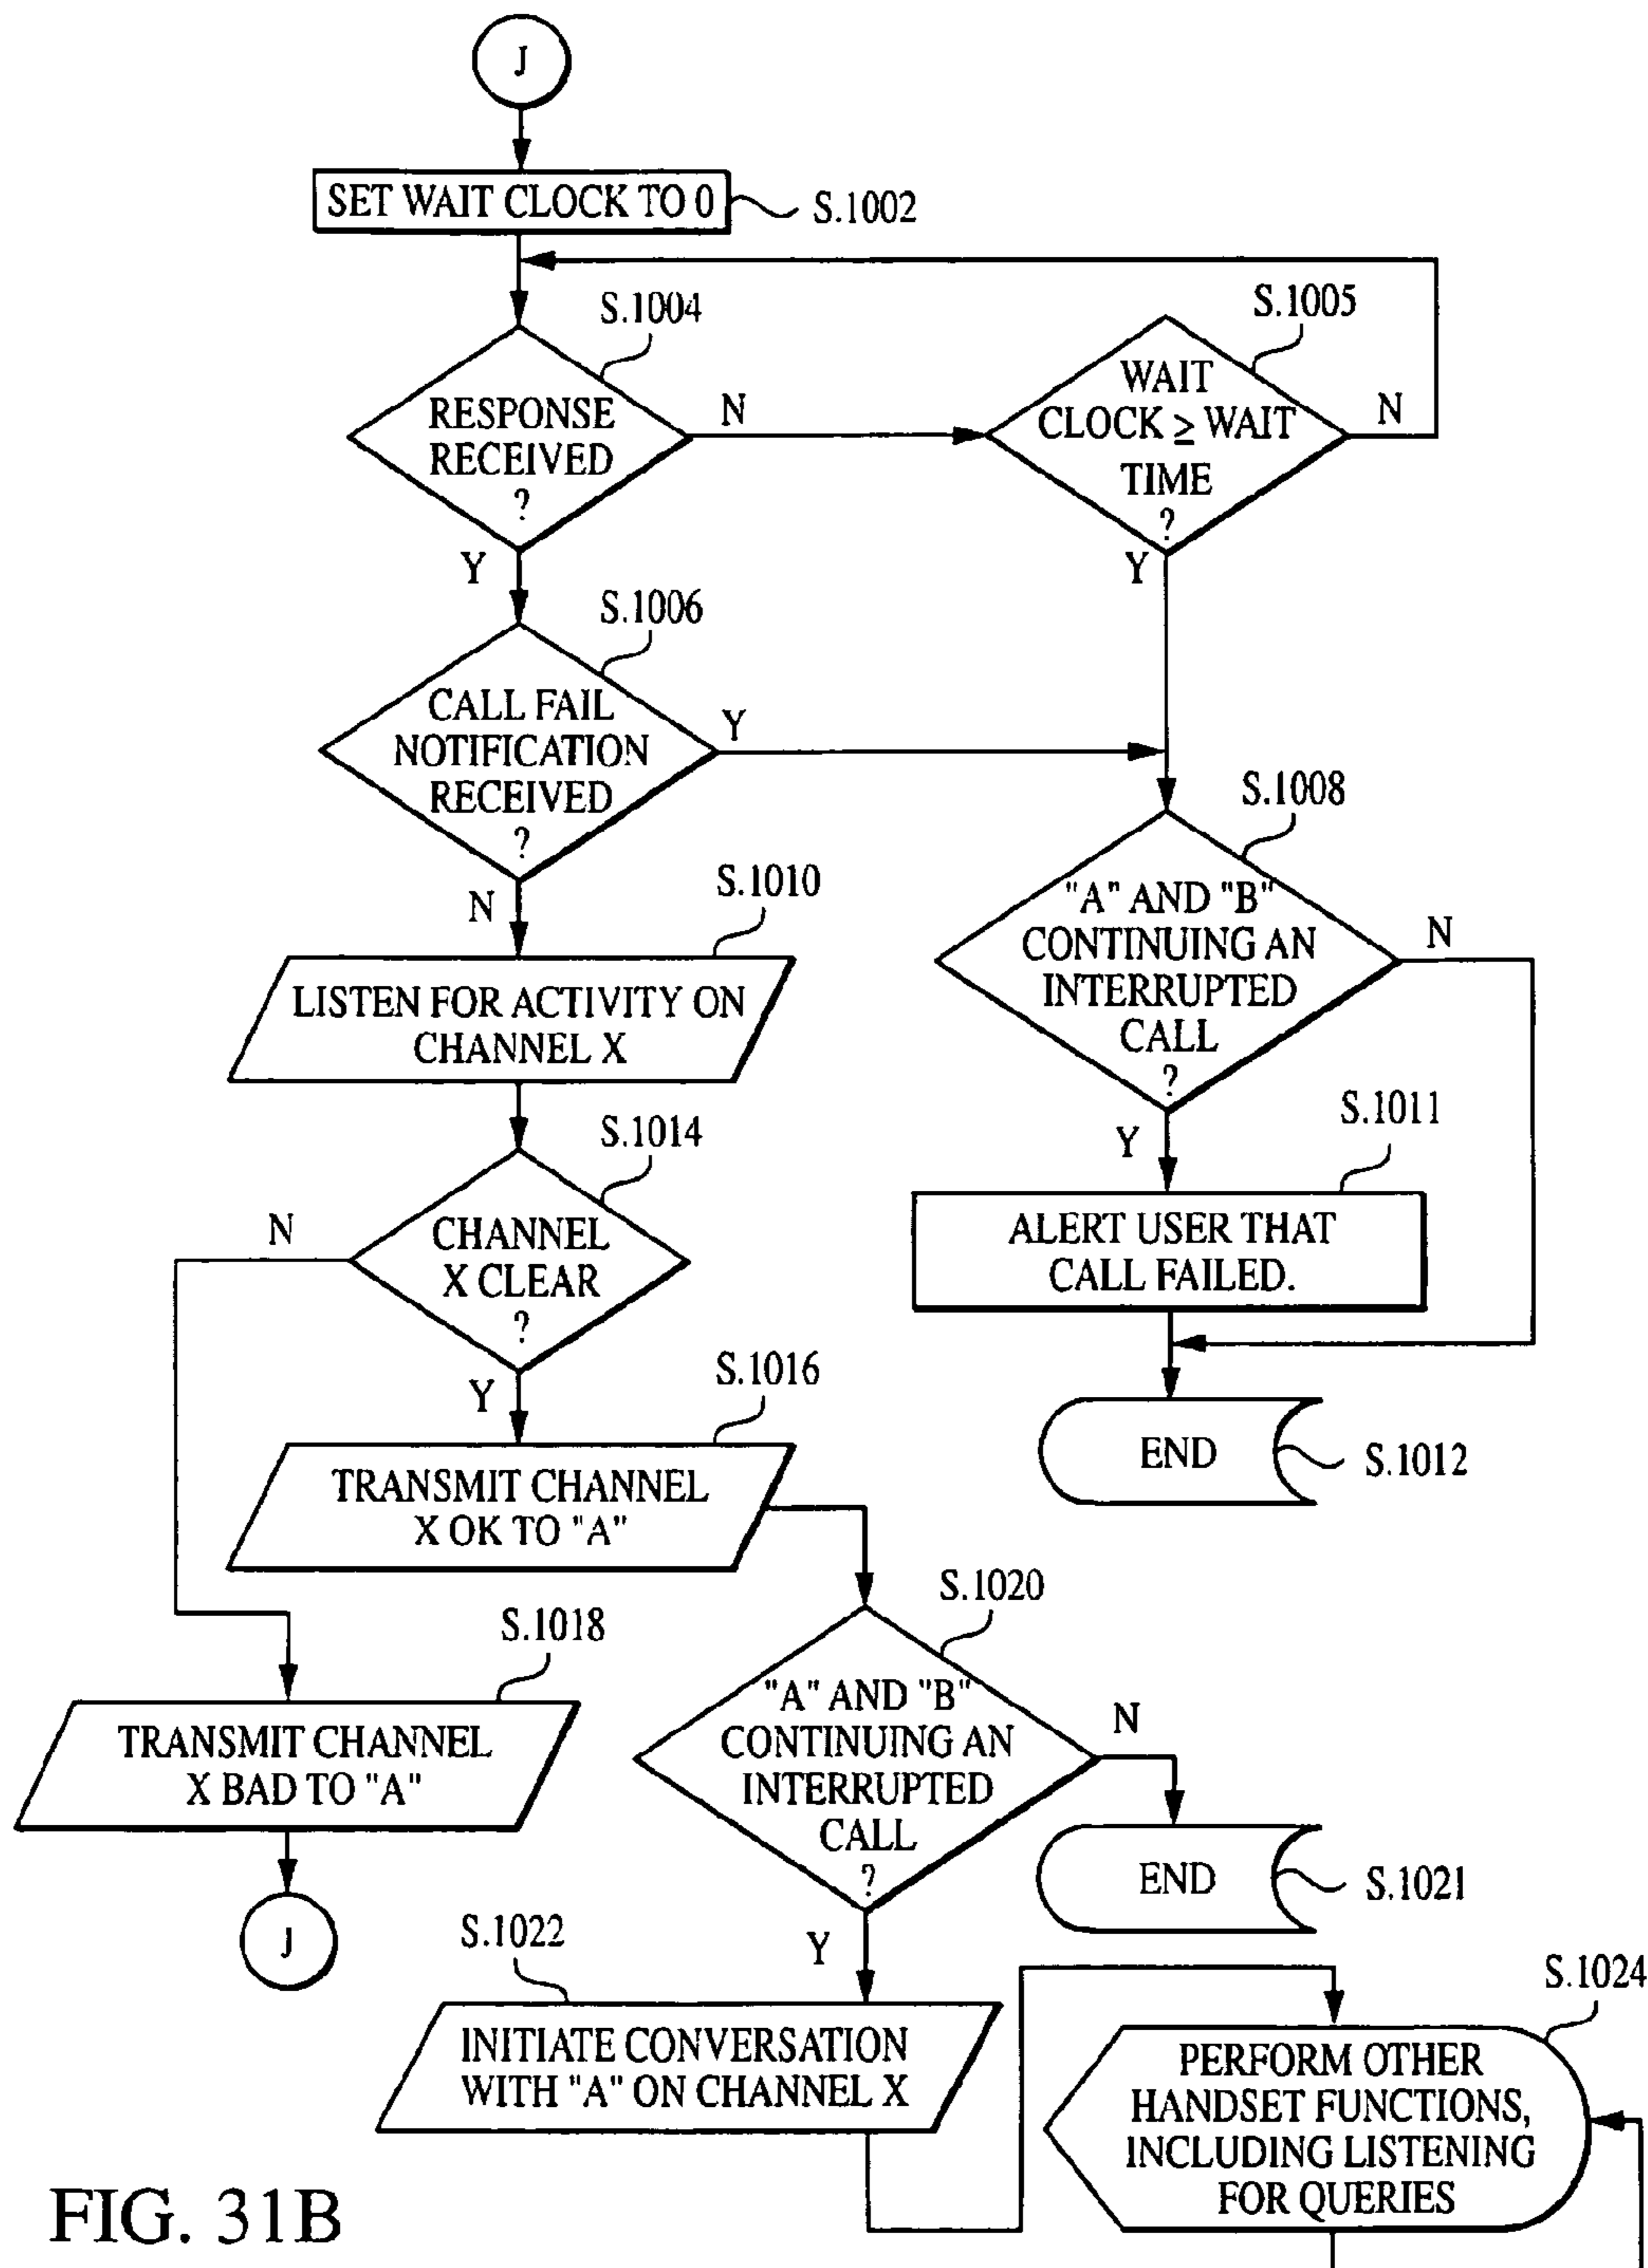 J
SET WAIT CLOCK TO 0
S.1002
S.1004
RESPONSE
RECEIVED
?
N
Y
S.1005
WAIT
CLOCK ≥ WAIT
TIME
?
N
Y
S.1006
CALL FAIL
NOTIFICATION
RECEIVED
?
Y
N
S.1008
"A" AND "B"
CONTINUING AN
INTERRUPTED
CALL
?
N
Y
S.1010
LISTEN FOR ACTIVITY ON
CHANNEL X
S.1011
ALERT USER THAT
CALL FAILED.
END
S.1012
S.1014
CHANNEL
X CLEAR
?
N
Y
S.1016
TRANSMIT CHANNEL
X OK TO "A"
S.1018
TRANSMIT CHANNEL
X BAD TO "A"
J
S.1020
"A" AND "B"
CONTINUING AN
INTERRUPTED
CALL
?
N
Y
END
S.1021
S.1022
INITIATE CONVERSATION
WITH "A" ON CHANNEL X
S.1024
PERFORM OTHER
HANDSET FUNCTIONS,
INCLUDING LISTENING
FOR QUERIES
FIG. 31B